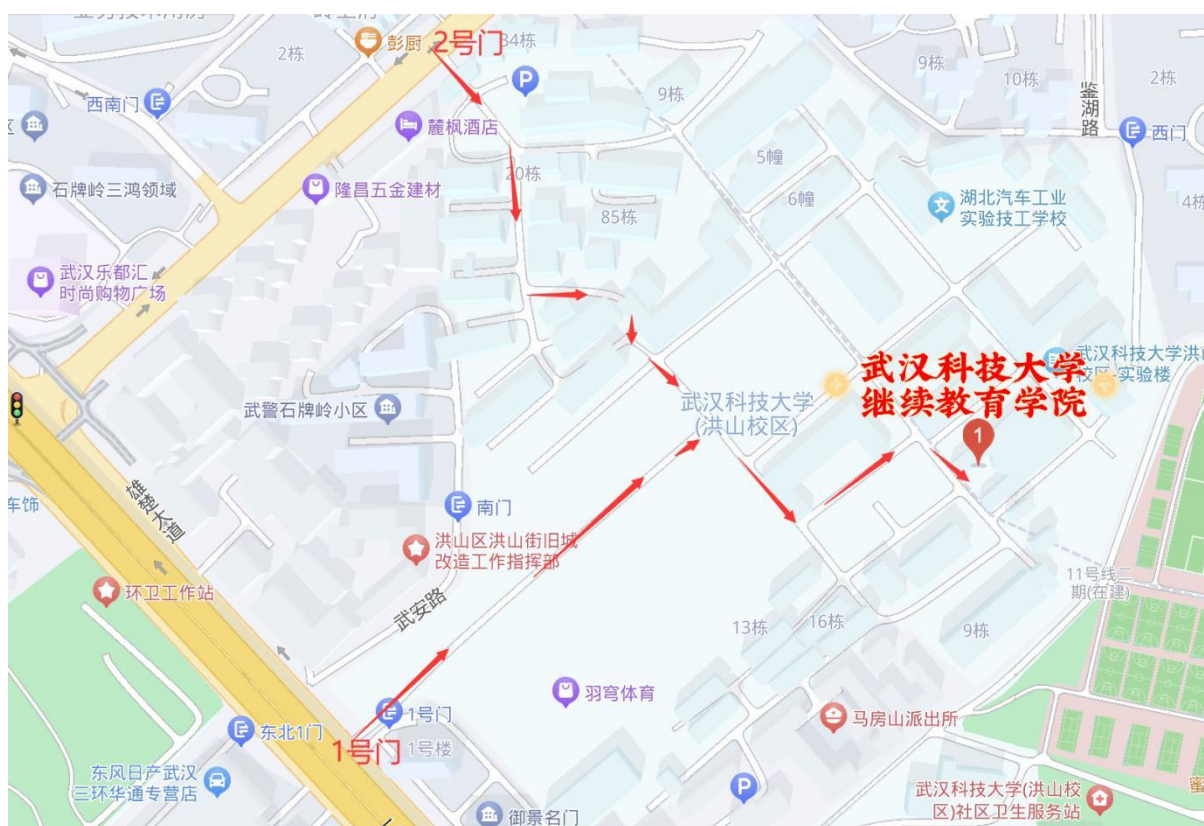 彭厨
2号门
34栋
2栋
9栋
9栋
10栋
2栋
鉴湖路
西南门
P
麓枫酒店
西门
石牌岭三鸿领域
隆昌五金建材
20栋
85栋
5幢
6幢
文
湖北汽车工业
实验技工学校
武汉乐都汇
时尚购物广场
武警石牌岭小区
武汉科技大学
(洪山校区)
武汉科技大学
继续教育学院
1
武汉科技大学洪山
校区-实验楼
雄楚大道
车饰
南门
洪山区洪山街旧城
改造工作指挥部
环卫工作站
武安路
11号线二
期(在建)
13栋
16栋
9栋
羽穹体育
1号门
1号门
1号楼
东北1门
马房山派出所
东风日产武汉
三环华通专营店
P
御景名门
武汉科技大学(洪山校
区)社区卫生服务站